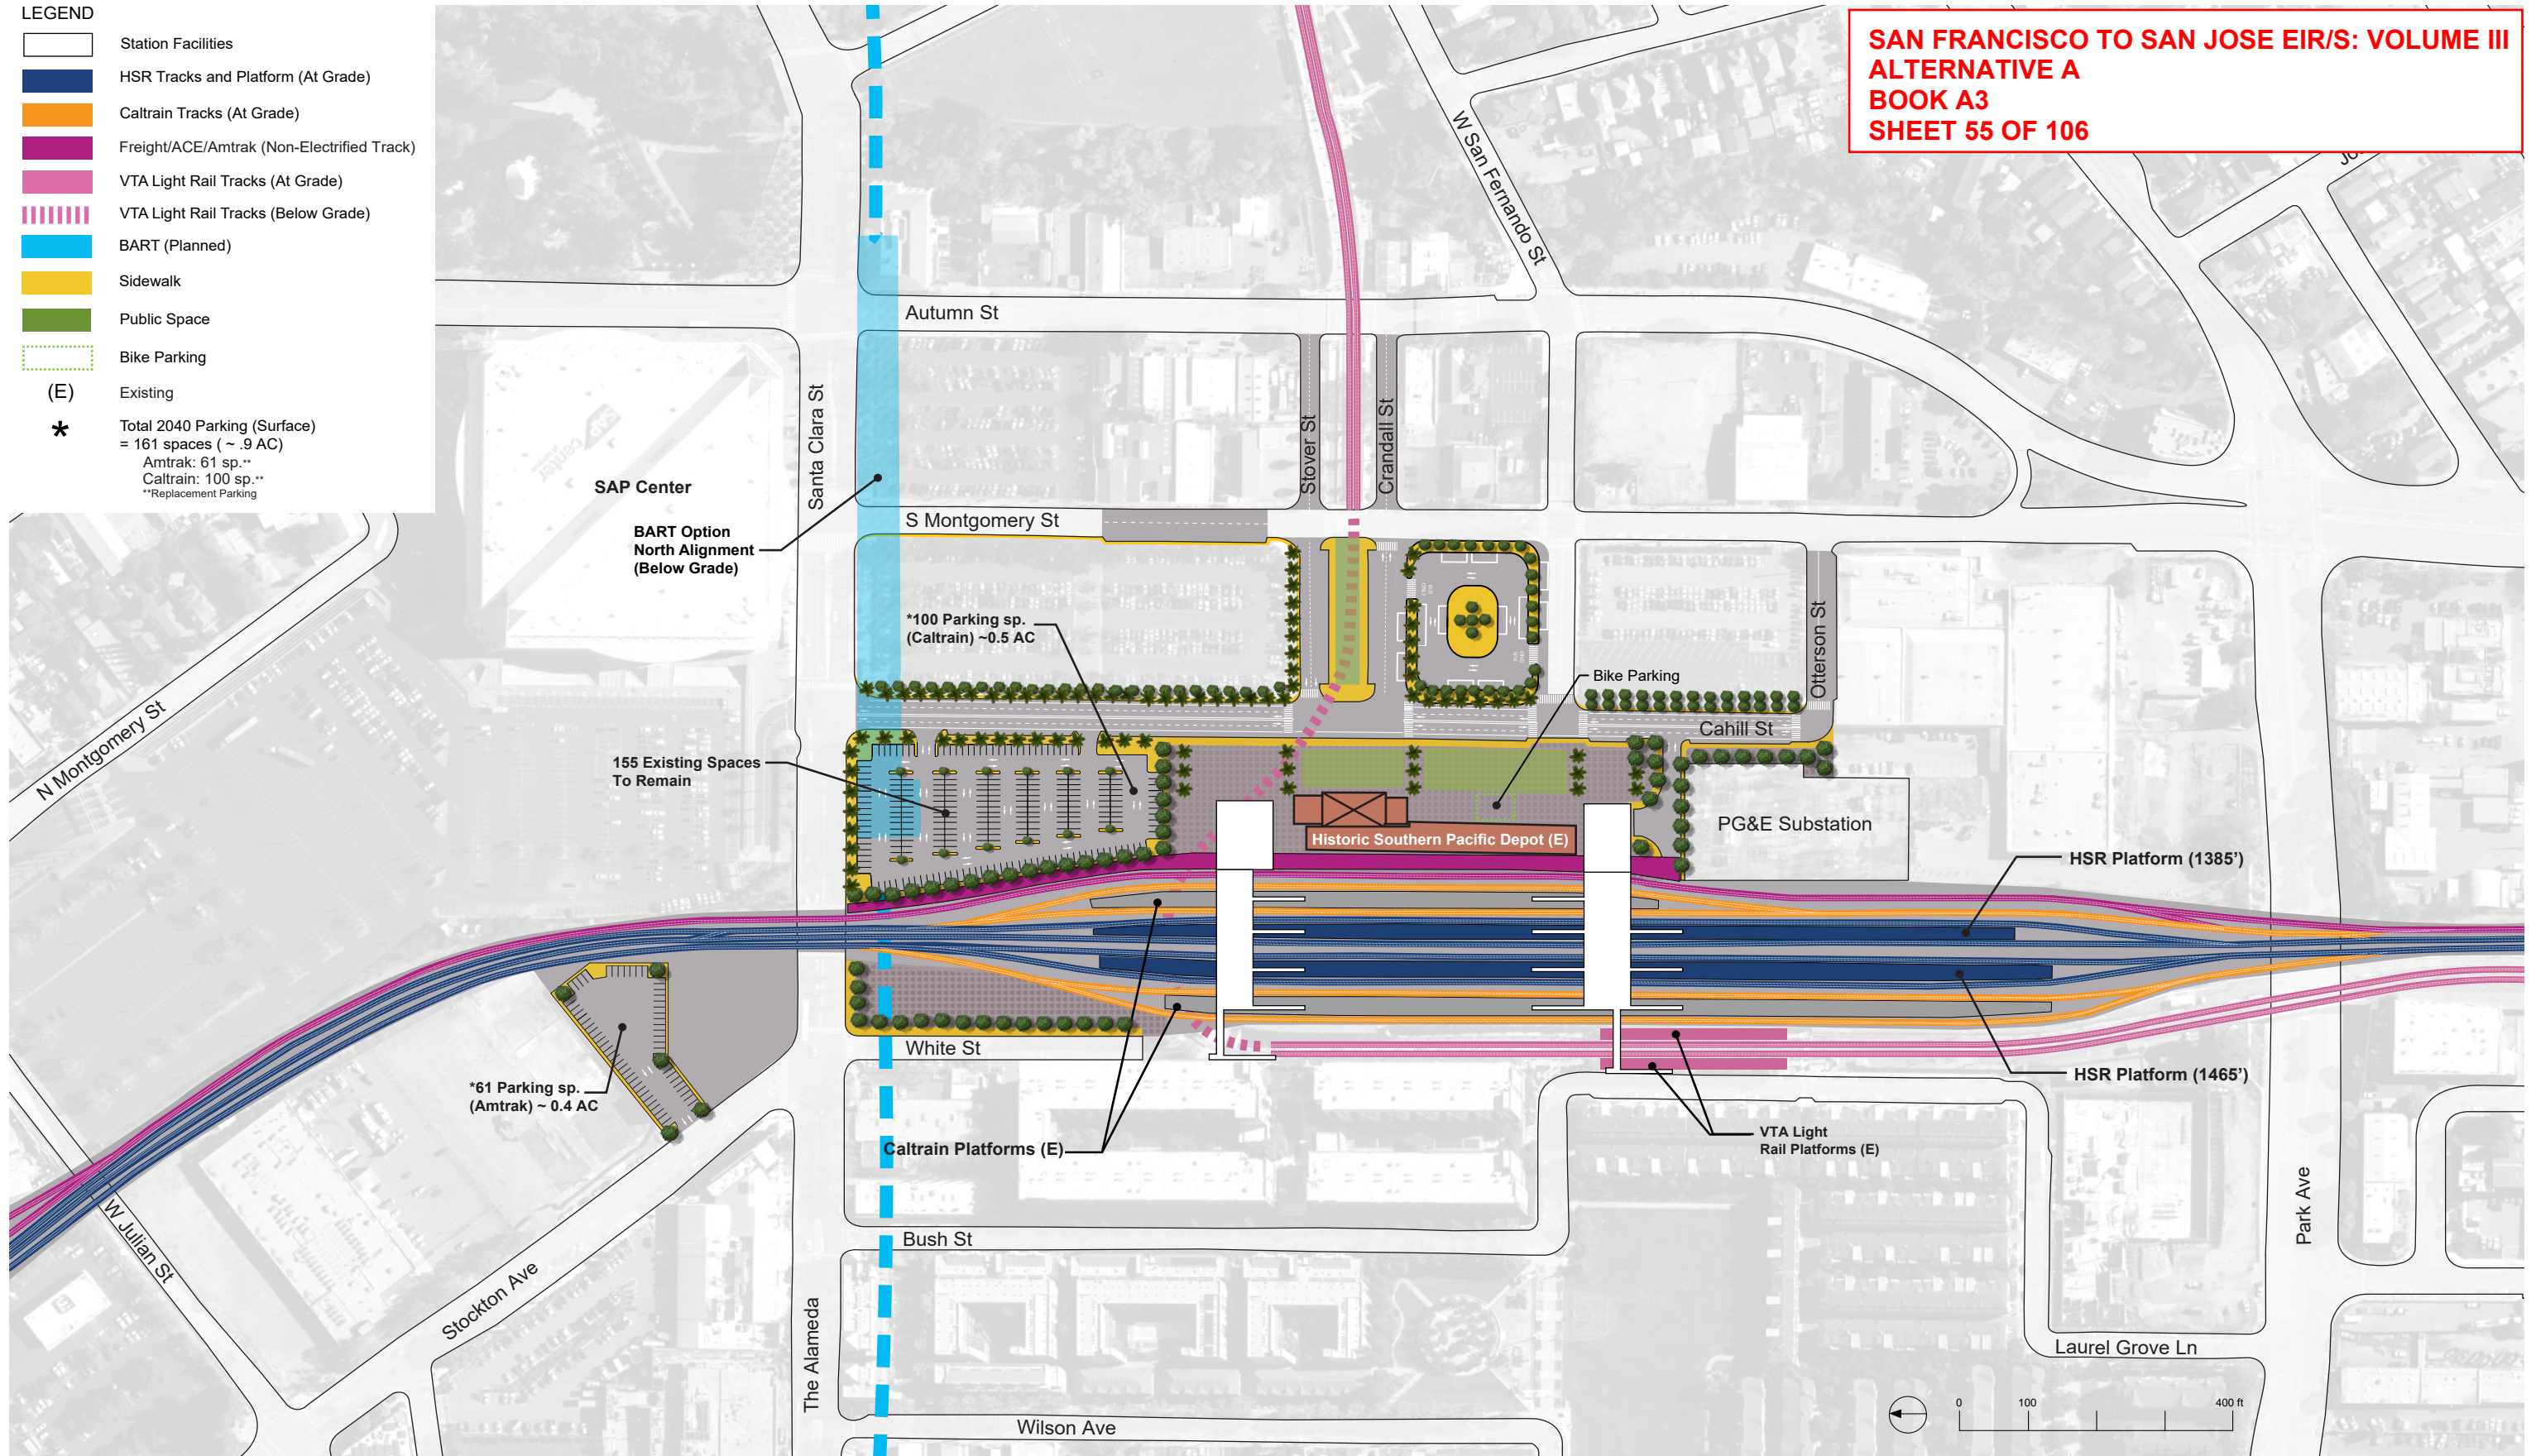 LEGEND
Station Facilities
HSR Tracks and Platform (At Grade)
Caltrain Tracks (At Grade)
Freight/ACE/Amtrak (Non-Electrified Track)
VTA Light Rail Tracks (At Grade)
VTA Light Rail Tracks (Below Grade)
BART (Planned)
Sidewalk
Public Space
Bike Parking
(E) Existing
* Total 2040 Parking (Surface)
= 161 spaces ( ~ .9 AC)
Amtrak: 61 sp.**
Caltrain: 100 sp.**
**Replacement Parking
SAN FRANCISCO TO SAN JOSE EIR/S: VOLUME III
ALTERNATIVE A
BOOK A3
SHEET 55 OF 106
W San Fernando St
Autumn St
Santa Clara St
Stover St
Crandall St
SAP Center
S Montgomery St
BART Option
North Alignment
(Below Grade)
*100 Parking sp.
(Caltrain) ~0.5 AC
Bike Parking
Otterson St
Cahill St
N Montgomery St
155 Existing Spaces
To Remain
PG&E Substation
Historic Southern Pacific Depot (E)
HSR Platform (1385')
White St
HSR Platform (1465')
*61 Parking sp.
(Amtrak) ~ 0.4 AC
Caltrain Platforms (E)
VTA Light
Rail Platforms (E)
W Julian St
Park Ave
Bush St
Stockton Ave
The Alameda
Laurel Grove Ln
Wilson Ave
0 100 400 ft